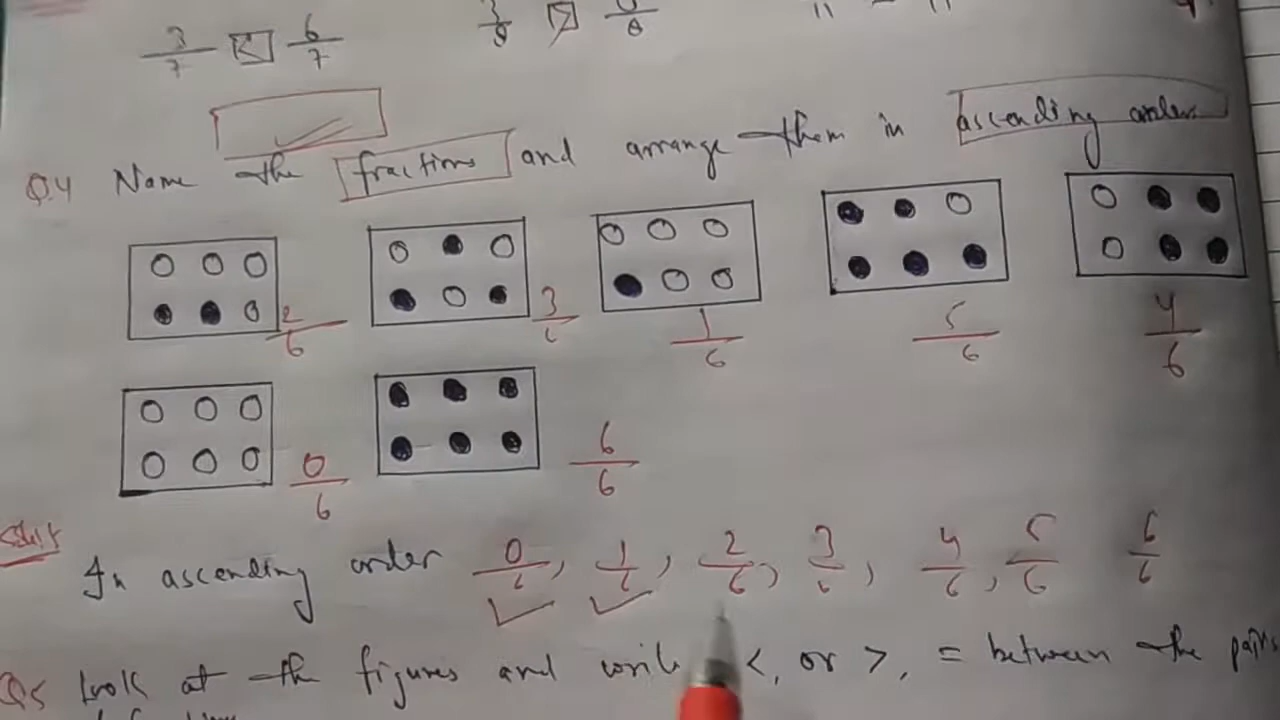 3/7 < 6/7
Q.4 Name the fractions and arrange them in ascending order.
2/6 3/6 1/6 5/6 4/6
0/6 6/6
In ascending order 0/6, 1/6, 2/6, 3/6, 4/6, 5/6 6/6
Q5 Look at the figures and write <, or >, = between the pairs